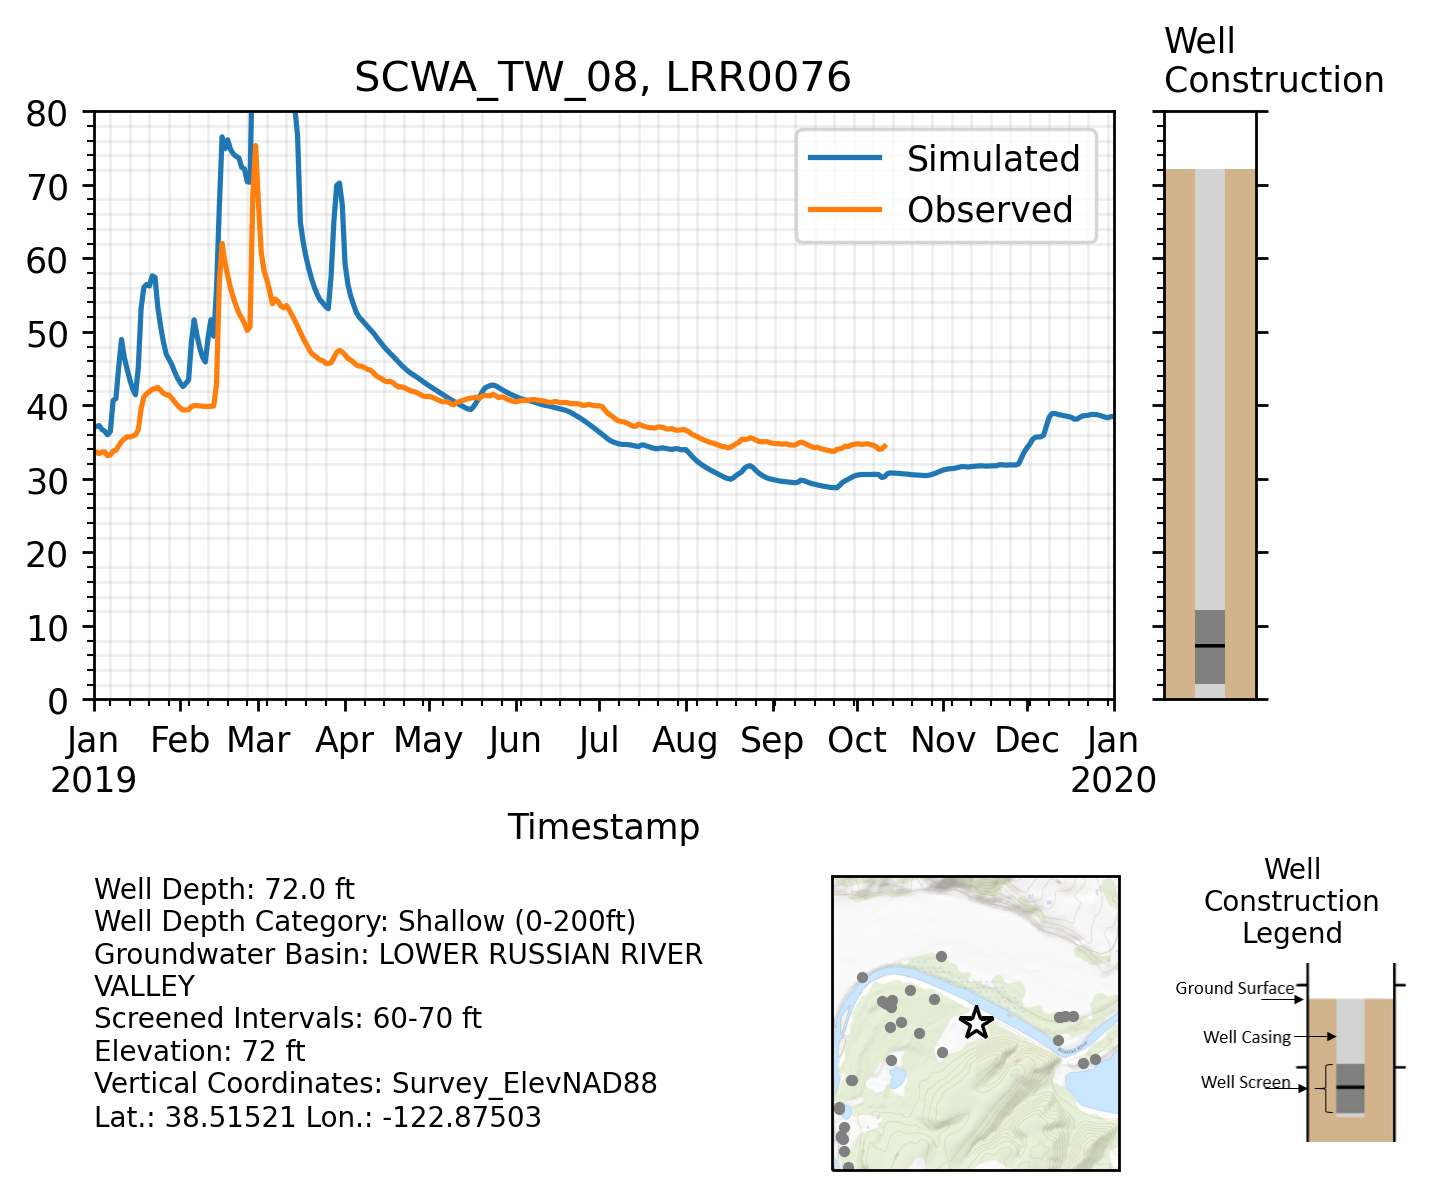 Well
Construction
SCWA_TW_08, LRR0076
80
70
60
50
40
30
20
10
0
Simulated
Observed
Jan Feb Mar Apr May Jun Jul Aug Sep Oct Nov Dec Jan
2019 2020
Timestamp
Well Depth: 72.0 ft
Well Depth Category: Shallow (0-200ft)
Groundwater Basin: LOWER RUSSIAN RIVER
VALLEY
Screened Intervals: 60-70 ft
Elevation: 72 ft
Vertical Coordinates: Survey_ElevNAD88
Lat.: 38.51521 Lon.: -122.87503
Russian River
Well
Construction
Legend
Ground Surface
Well Casing
Well Screen